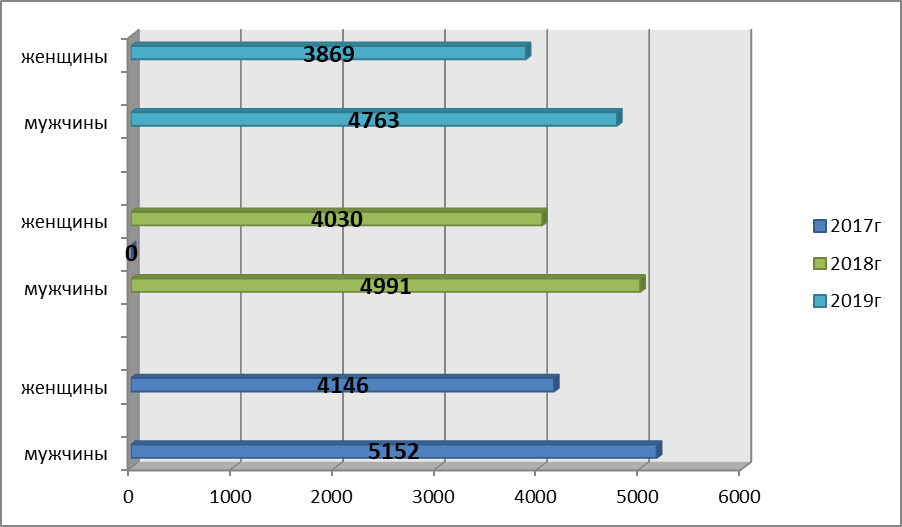 женщины
3869
мужчины
4763
женщины
4030
0
мужчины
4991
женщины
4146
мужчины
5152
0 1000 2000 3000 4000 5000 6000
2017г
2018г
2019г